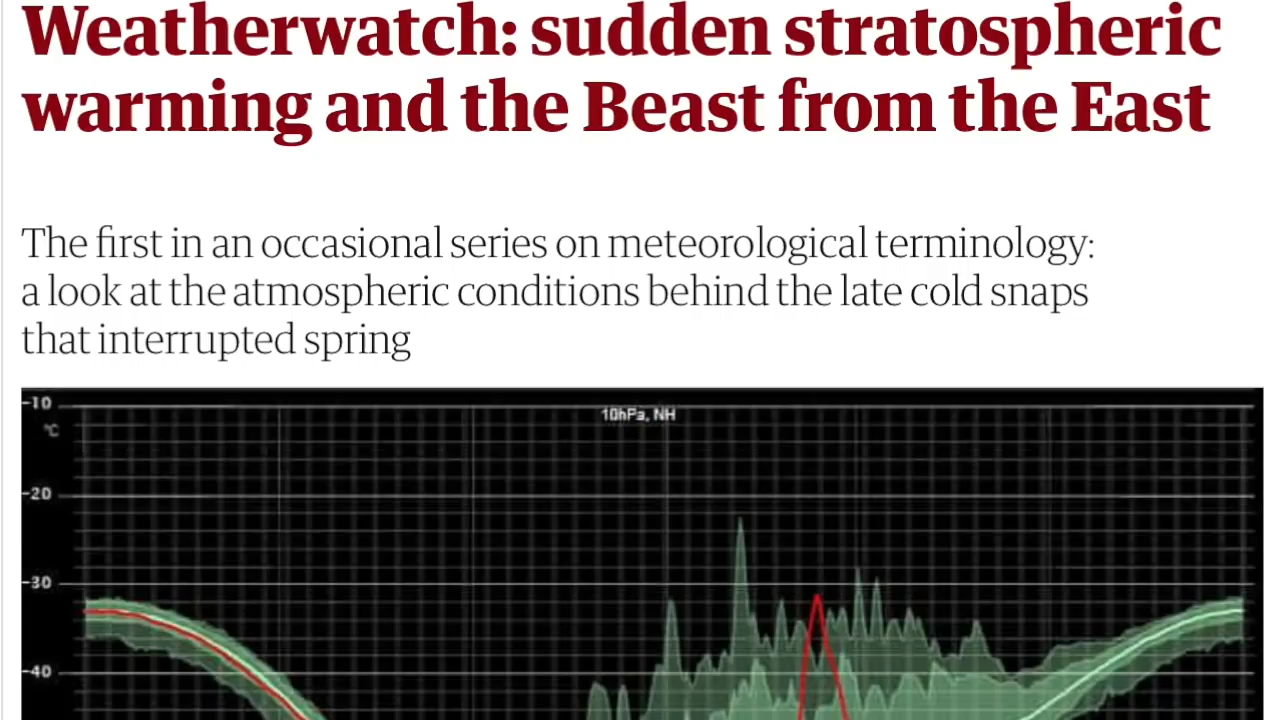 Weatherwatch: sudden stratospheric
warming and the Beast from the East
The first in an occasional series on meteorological terminology:
a look at the atmospheric conditions behind the late cold snaps
that interrupted spring
-10
°C
10hPa, NH
-20
-30
-40